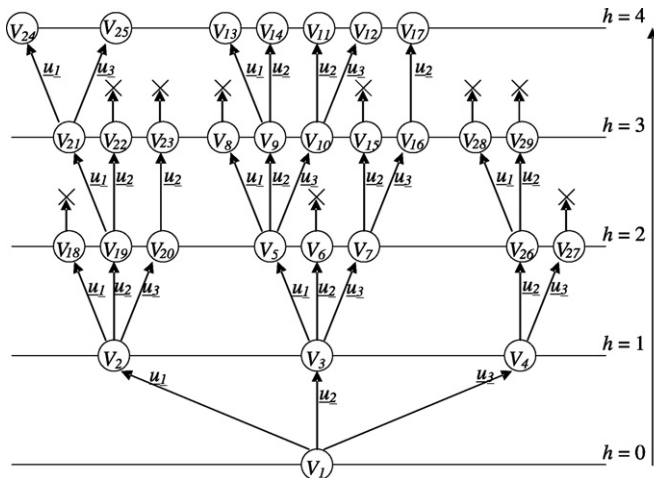 V24 V25 V13 V14 V11 V12 V17 h = 4
u1 u3 u1 u2 u2 u3 u2
V21 V22 V23 V8 V9 V10 V15 V16 V28 V29 h = 3
u1 u2 u2 u1 u2 u3 u2 u3 u1 u2
V18 V19 V20 V5 V6 V7 V26 V27 h = 2
u1 u2 u3 u1 u2 u3 u2 u3
V2 V3 V4 h = 1
u1 u2 u3
V1 h = 0